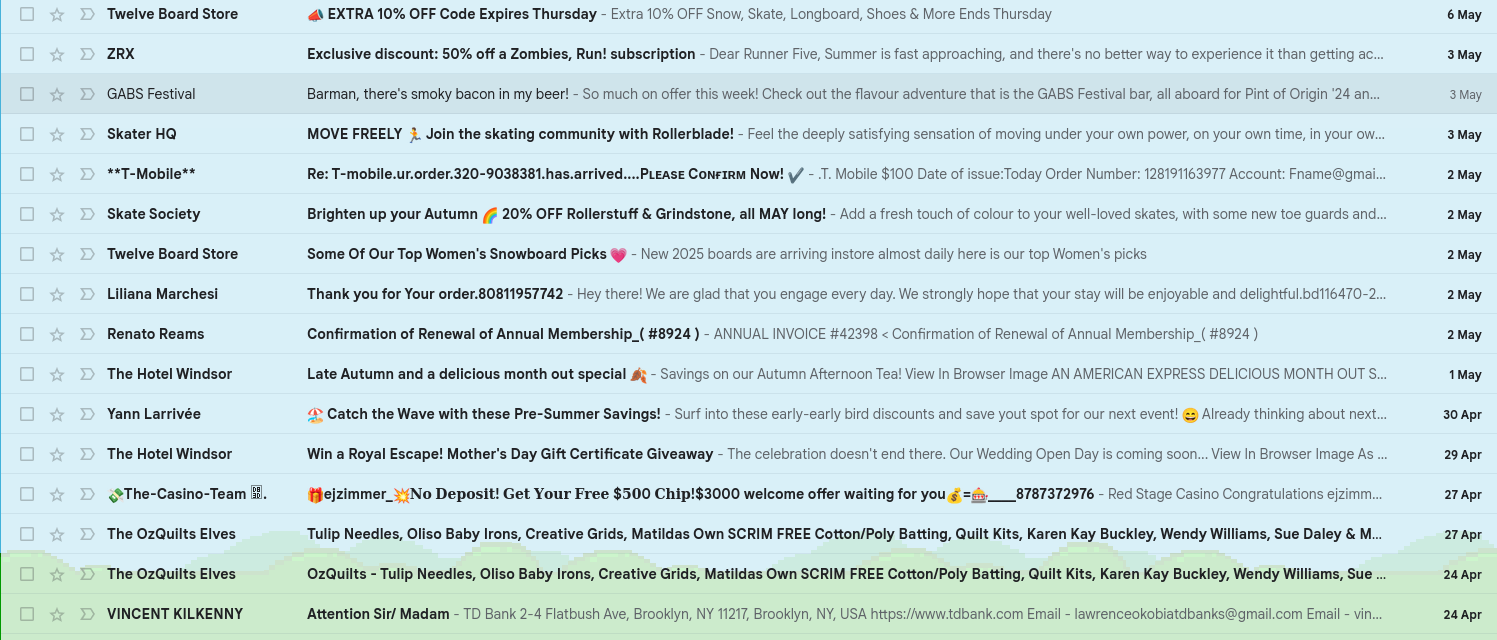 Twelve Board Store 📣 EXTRA 10% OFF Code Expires Thursday - Extra 10% OFF Snow, Skate, Longboard, Shoes & More Ends Thursday 6 May
ZRX Exclusive discount: 50% off a Zombies, Run! subscription - Dear Runner Five, Summer is fast approaching, and there's no better way to experience it than getting ac... 3 May
GABS Festival Barman, there's smoky bacon in my beer! - So much on offer this week! Check out the flavour adventure that is the GABS Festival bar, all aboard for Pint of Origin '24 an... 3 May
Skater HQ MOVE FREELY 🏃 Join the skating community with Rollerblade! - Feel the deeply satisfying sensation of moving under your own power, on your own time, in your ow... 3 May
**T-Mobile** Re: T-mobile.ur.order.320-9038381.has.arrived....Pʟᴇᴀsᴇ Cᴏɴғɪʀᴍ Now! ✔️ - .T. Mobile $100 Date of issue:Today Order Number: 128191163977 Account: Fname@gmai... 2 May
Skate Society Brighten up your Autumn 🌈 20% OFF Rollerstuff & Grindstone, all MAY long! - Add a fresh touch of colour to your well-loved skates, with some new toe guards and... 2 May
Twelve Board Store Some Of Our Top Women's Snowboard Picks 💗 - New 2025 boards are arriving instore almost daily here is our top Women's picks 2 May
Liliana Marchesi Thank you for Your order.80811957742 - Hey there! We are glad that you engage every day. We strongly hope that your stay will be enjoyable and delightful.bd116470-2... 2 May
Renato Reams Confirmation of Renewal of Annual Membership_( #8924 ) - ANNUAL INVOICE #42398 < Confirmation of Renewal of Annual Membership_( #8924 ) 2 May
The Hotel Windsor Late Autumn and a delicious month out special 🍂 - Savings on our Autumn Afternoon Tea! View In Browser Image AN AMERICAN EXPRESS DELICIOUS MONTH OUT S... 1 May
Yann Larrivée 🏖️ Catch the Wave with these Pre-Summer Savings! - Surf into these early-early bird discounts and save yout spot for our next event! 😄 Already thinking about next... 30 Apr
The Hotel Windsor Win a Royal Escape! Mother's Day Gift Certificate Giveaway - The celebration doesn't end there. Our Wedding Open Day is coming soon... View In Browser Image As ... 29 Apr
💸The-Casino-Team . 🎁ejzimmer_💥No Deposit! Get Your Free $500 Chip!$3000 welcome offer waiting for you💰=🎰____8787372976 - Red Stage Casino Congratulations ejzimm... 27 Apr
The OzQuilts Elves Tulip Needles, Oliso Baby Irons, Creative Grids, Matildas Own SCRIM FREE Cotton/Poly Batting, Quilt Kits, Karen Kay Buckley, Wendy Williams, Sue Daley & M... 27 Apr
The OzQuilts Elves OzQuilts - Tulip Needles, Oliso Baby Irons, Creative Grids, Matildas Own SCRIM FREE Cotton/Poly Batting, Quilt Kits, Karen Kay Buckley, Wendy Williams, Sue ... 24 Apr
VINCENT KILKENNY Attention Sir/ Madam - TD Bank 2-4 Flatbush Ave, Brooklyn, NY 11217, Brooklyn, NY, USA https://www.tdbank.com Email - lawrenceokobiatdbanks@gmail.com Email - vin... 24 Apr